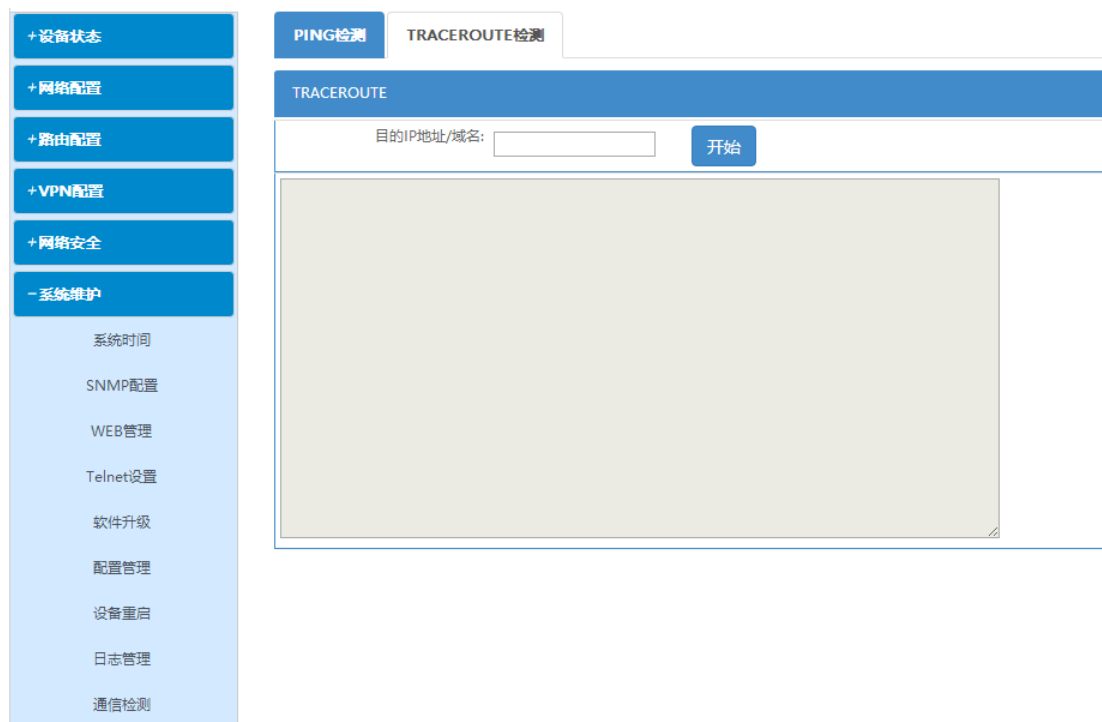 +设备状态
+网络配置
+路由配置
+VPN配置
+网络安全
-系统维护
系统时间
SNMP配置
WEB管理
Telnet设置
软件升级
配置管理
设备重启
日志管理
通信检测
PING检测 TRACEROUTE检测
TRACEROUTE
目的IP地址/域名: 开始